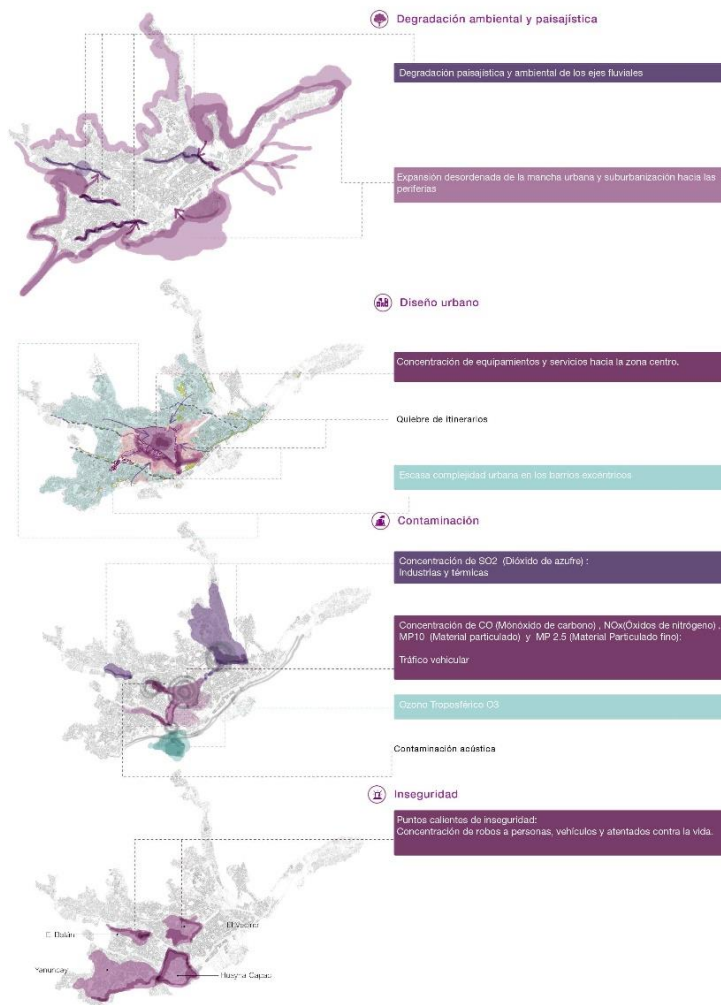 Degradación ambiental y paisajística
Degradación paisajística y ambiental de los ejes fluviales
Expansión desordenada de la mancha urbana y suburbanización hacia las
periferias
Diseño urbano
Concentración de equipamientos y servicios hacia la zona centro.
Quiebre de itinerarios
Escasa complejidad urbana en los barrios excéntricos
Contaminación
Concentración de SO2 (Dióxido de azufre) :
Industrias y térmicas
Concentración de CO (Monóxido de carbono) , NOx(Óxidos de nitrógeno) ,
MP10 (Material particulado) y MP 2.5 (Material Particulado fino):
Tráfico vehicular
Ozono Troposférico O3
Contaminación acústica
Inseguridad
Puntos calientes de inseguridad:
Concentración de robos a personas, vehículos y atentados contra la vida.
El Vecino
Batán
Yanuncay
Huayna Capac